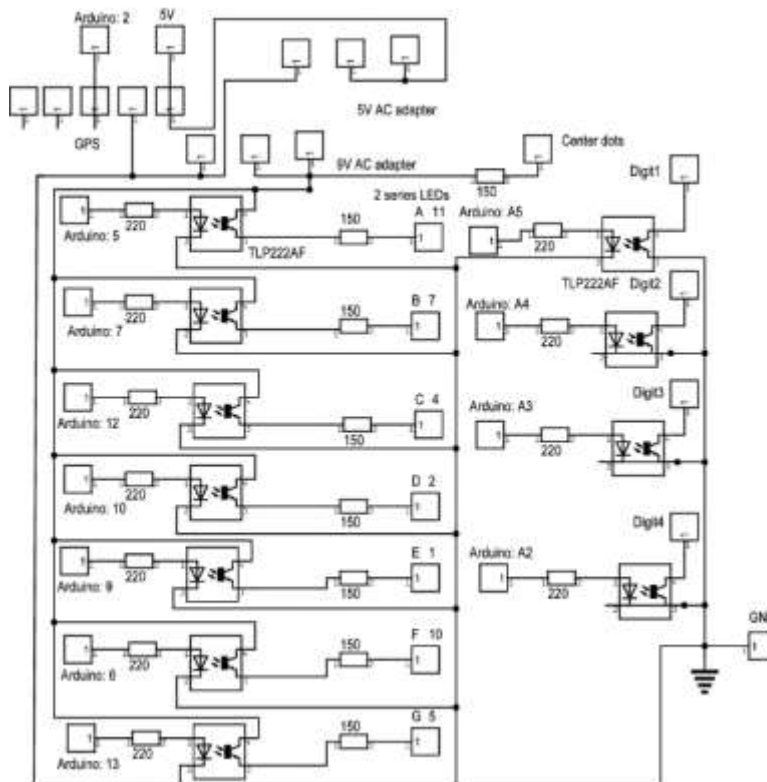 Arduino: 2
5V
GPS
5V AC adapter
9V AC adapter
Center dots
150
Digit1
2 series LEDs
Arduino: 5
220
TLP222AF
150
A 11
Arduino: A5
220
TLP222AF
Digit2
Arduino: 7
220
150
B 7
Arduino: A4
220
Arduino: 12
220
150
C 4
Arduino: A3
220
Digit3
Arduino: 10
220
150
D 2
Digit4
Arduino: 9
220
150
E 1
Arduino: A2
220
Arduino: 6
220
150
F 10
GN
Arduino: 13
220
150
G 5